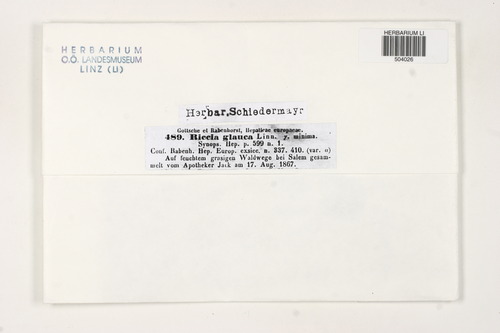 HERBARIUM
O.Ö. LANDESMUSEUM
LINZ (LI)
HERBARIUM LI
504026
Herbar.Schiedermayr
Gottsche et Rabenhorst, Hepaticae europaeae.
489. Riccia glauca Linn. γ. minima.
Synops. Hep. p. 599 n. 1.
Conf. Rabenh. Hep. Europ. exsicc. n. 337. 410. (var. α)
Auf feuchtem grasigen Waldwege bei Salem gesam-
melt vom Apotheker Jack am 17. Aug. 1867.